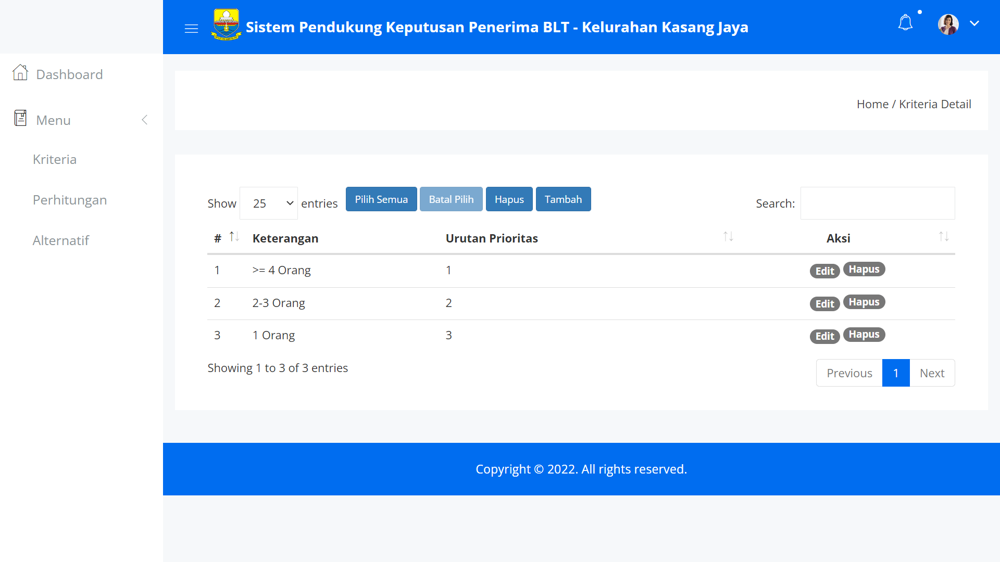 Sistem Pendukung Keputusan Penerima BLT - Kelurahan Kasang Jaya
Dashboard
Menu
Kriteria
Perhitungan
Alternatif
Home / Kriteria Detail
Show 25 entries Pilih Semua Batal Pilih Hapus Tambah Search:
# Keterangan Urutan Prioritas Aksi
1 >= 4 Orang 1 Edit Hapus
2 2-3 Orang 2 Edit Hapus
3 1 Orang 3 Edit Hapus
Showing 1 to 3 of 3 entries Previous 1 Next
Copyright © 2022. All rights reserved.